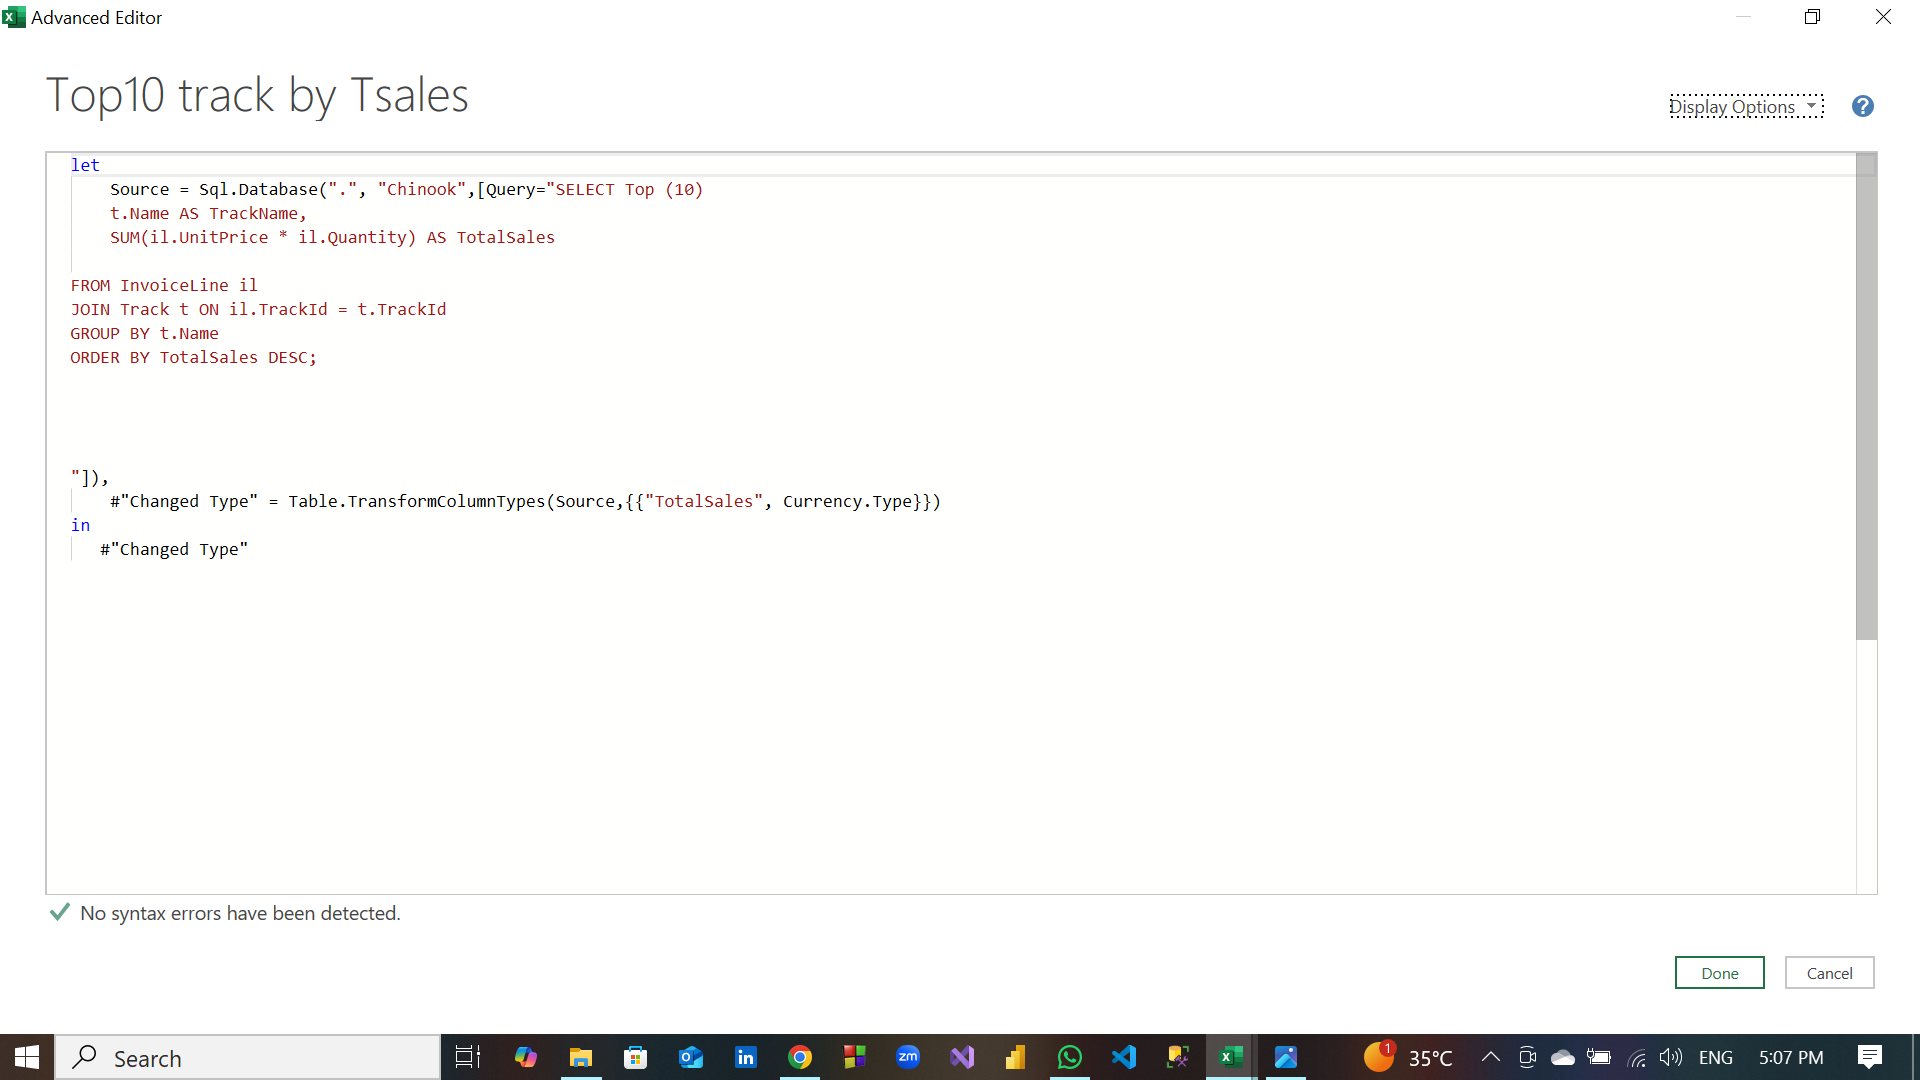 Advanced Editor
Top10 track by Tsales
Display Options
?
let
Source = Sql.Database(".", "Chinook",[Query="SELECT Top (10)
t.Name AS TrackName,
SUM(il.UnitPrice * il.Quantity) AS TotalSales
FROM InvoiceLine il
JOIN Track t ON il.TrackId = t.TrackId
GROUP BY t.Name
ORDER BY TotalSales DESC;
"]),
#"Changed Type" = Table.TransformColumnTypes(Source,{{"TotalSales", Currency.Type}})
in
#"Changed Type"
No syntax errors have been detected.
Done
Cancel
Search
zm
in
1
35°C
ENG
5:07 PM